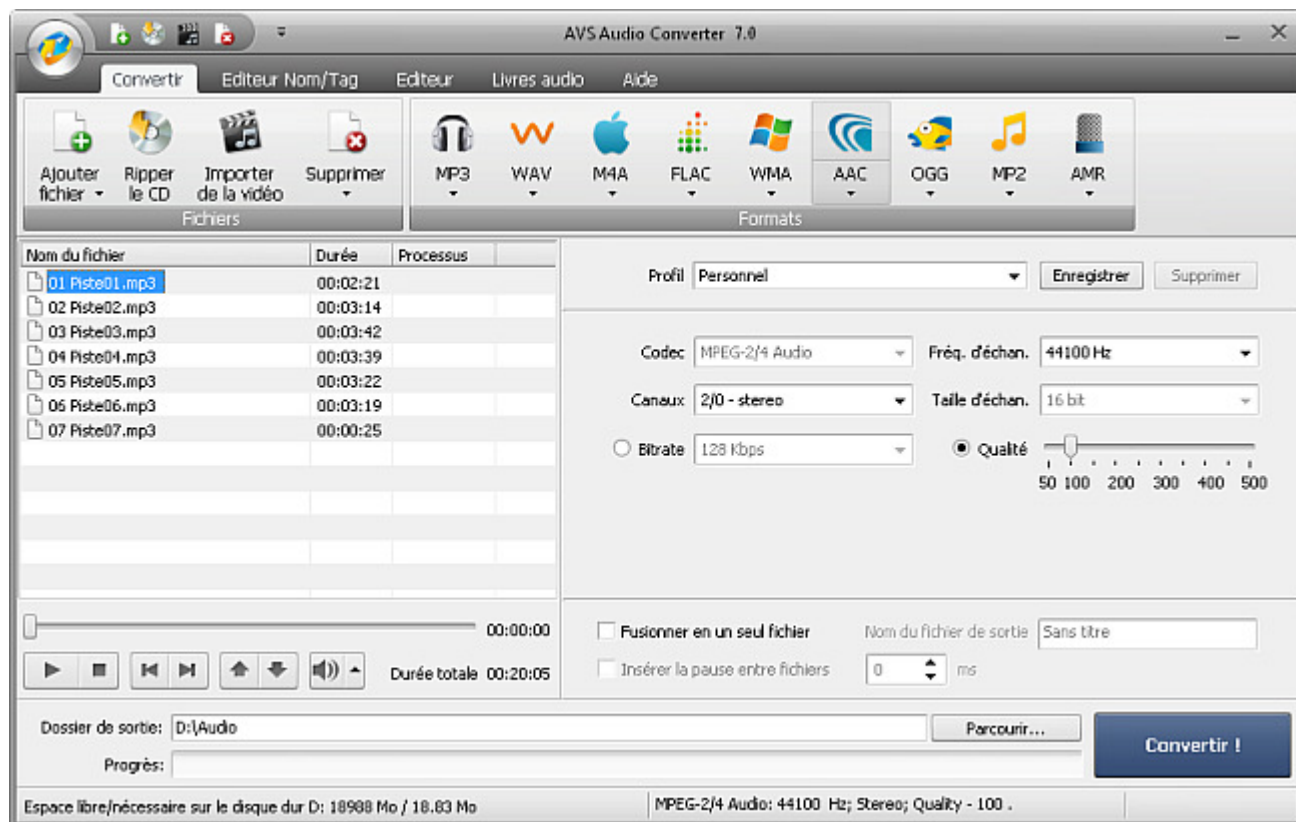 AVS Audio Converter 7.0
Convertir Editeur Nom/Tag Editeur Livres audio Aide
Ajouter fichier Ripper le CD Importer de la vidéo Supprimer
MP3 WAV M4A FLAC WMA AAC OGG MP2 AMR
Fichiers Formats
Nom du fichier Durée Processus
01 Piste01.mp3 00:02:21
02 Piste02.mp3 00:03:14
03 Piste03.mp3 00:03:42
04 Piste04.mp3 00:03:39
05 Piste05.mp3 00:03:22
06 Piste06.mp3 00:03:19
07 Piste07.mp3 00:00:25
00:00:00
Durée totale 00:20:05
Profil Personnel Enregistrer Supprimer
Codec MPEG-2/4 Audio Fréq. d'échan. 44100 Hz
Canaux 2/0 - stereo Taille d'échan. 16 bit
Bitrate 128 Kbps Qualité
50 100 200 300 400 500
Fusionner en un seul fichier Nom du fichier de sortie Sans titre
Insérer la pause entre fichiers 0 ms
Dossier de sortie: D:\Audio Parcourir...
Convertir !
Progrès:
Espace libre/nécessaire sur le disque dur D: 18988 Mo / 18.83 Mo MPEG-2/4 Audio: 44100 Hz; Stereo; Quality - 100 .